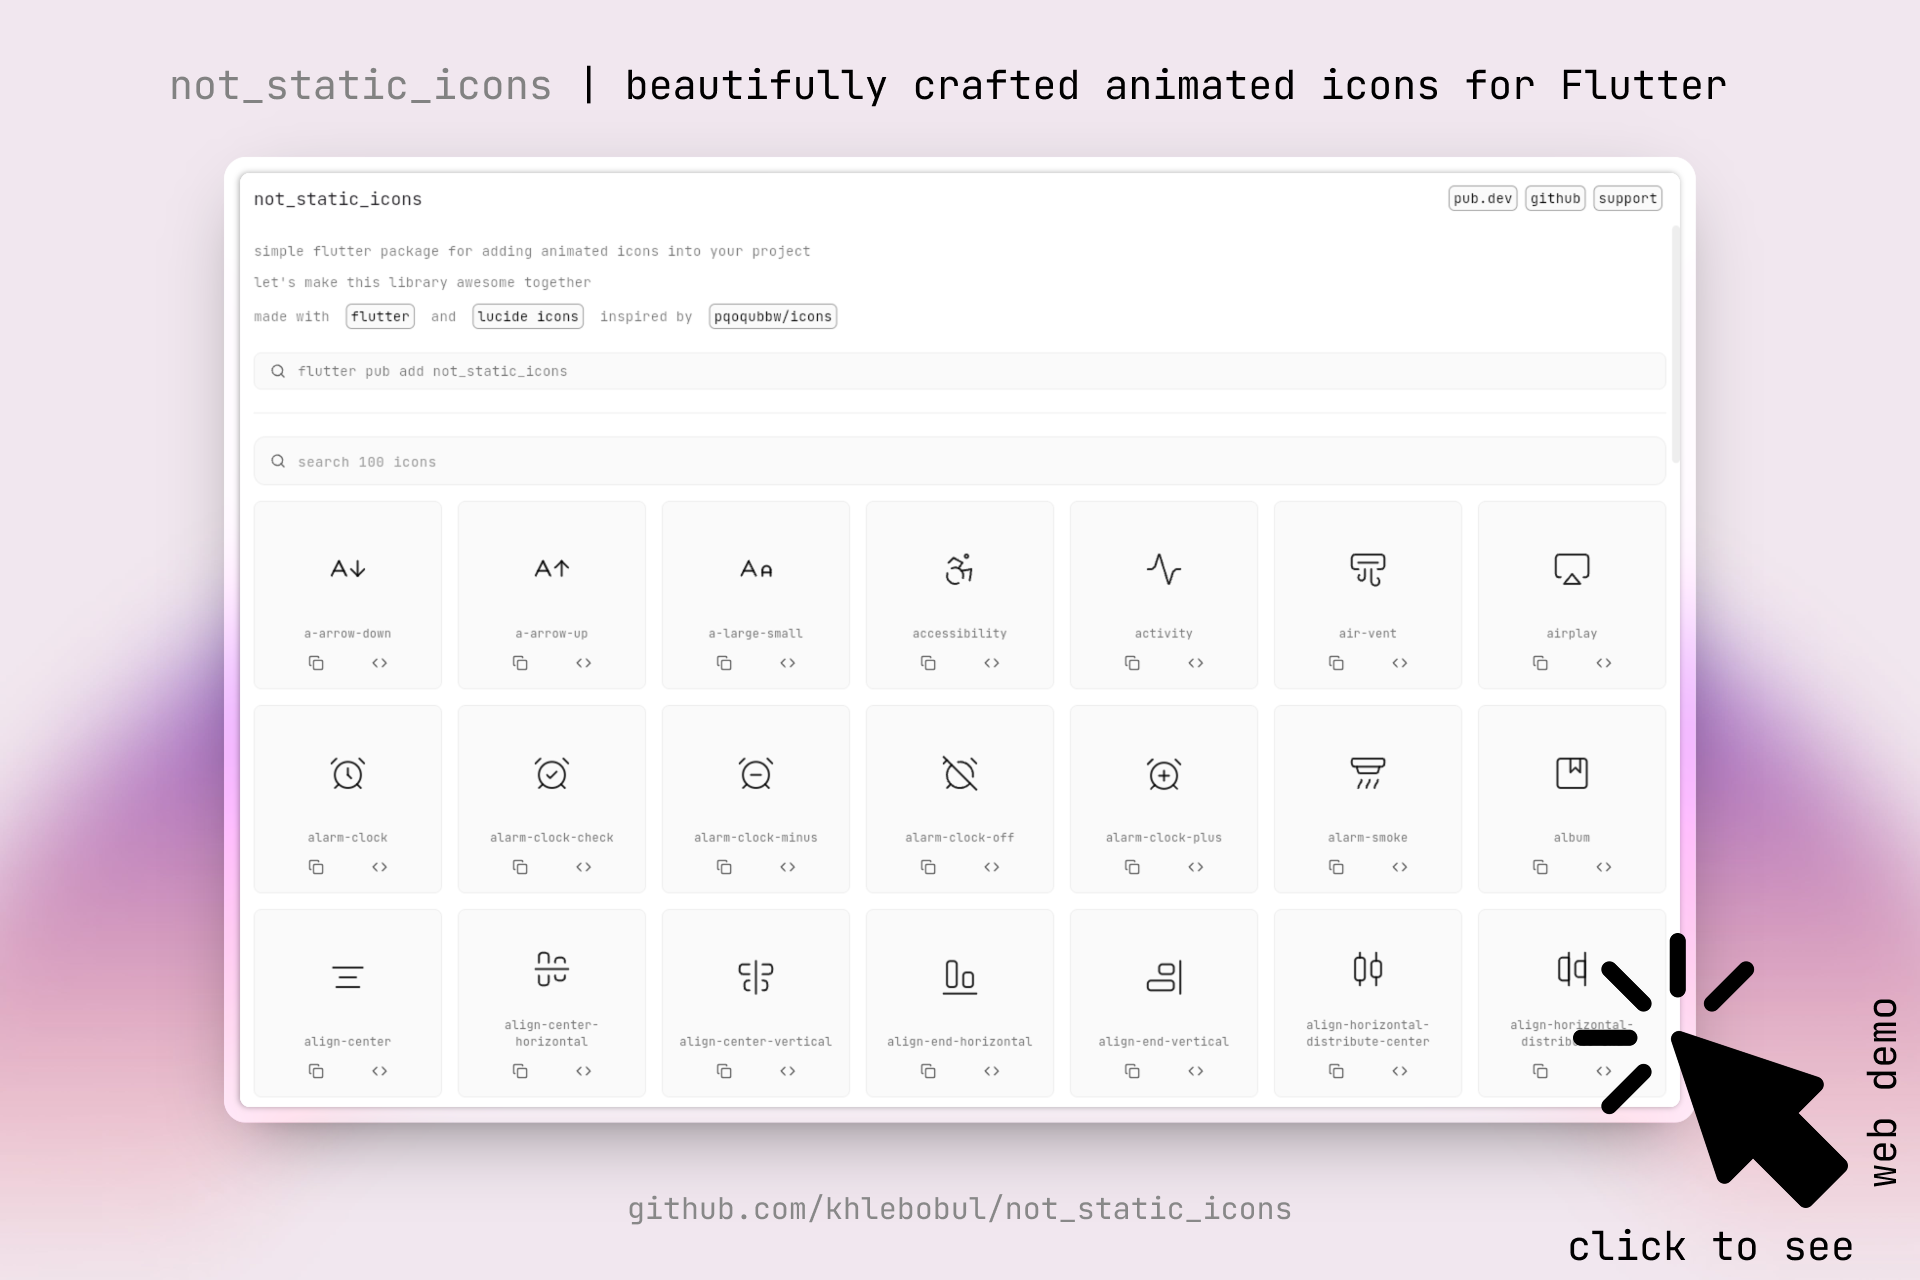 not_static_icons | beautifully crafted animated icons for Flutter
not_static_icons
pub.dev github support
simple flutter package for adding animated icons into your project
let's make this library awesome together
made with flutter and lucide icons inspired by pqoqubbw/icons
flutter pub add not_static_icons
search 100 icons
a-arrow-down a-arrow-up a-large-small accessibility activity air-vent airplay
alarm-clock alarm-clock-check alarm-clock-minus alarm-clock-off alarm-clock-plus alarm-smoke album
align-center
align-center-
horizontal
align-center-vertical
align-end-horizontal
align-end-vertical
align-horizontal-
distribute-center
align-horizontal-
github.com/khlebobul/not_static_icons
click to see
web demo